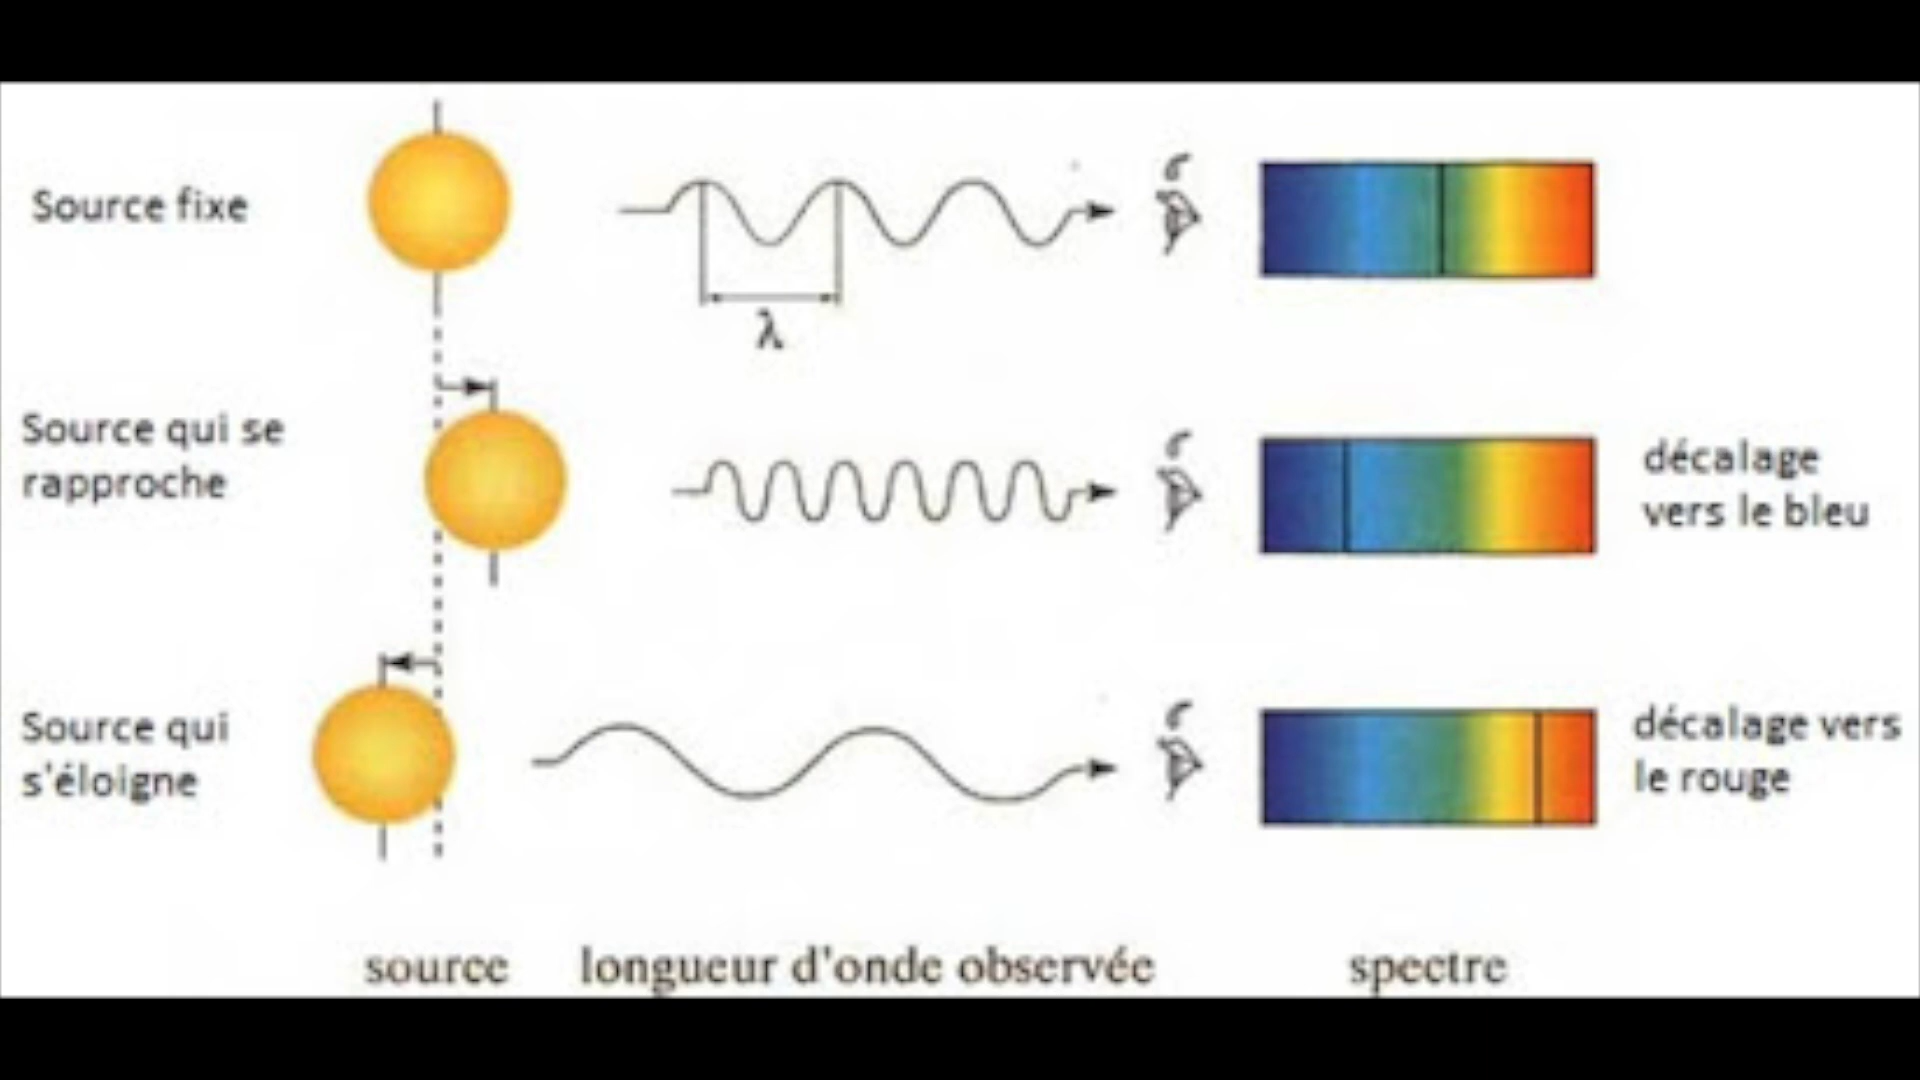 Source fixe
λ
Source qui se
rapproche
décalage
vers le bleu
Source qui
s'éloigne
décalage vers
le rouge
source
longueur d'onde observée
spectre